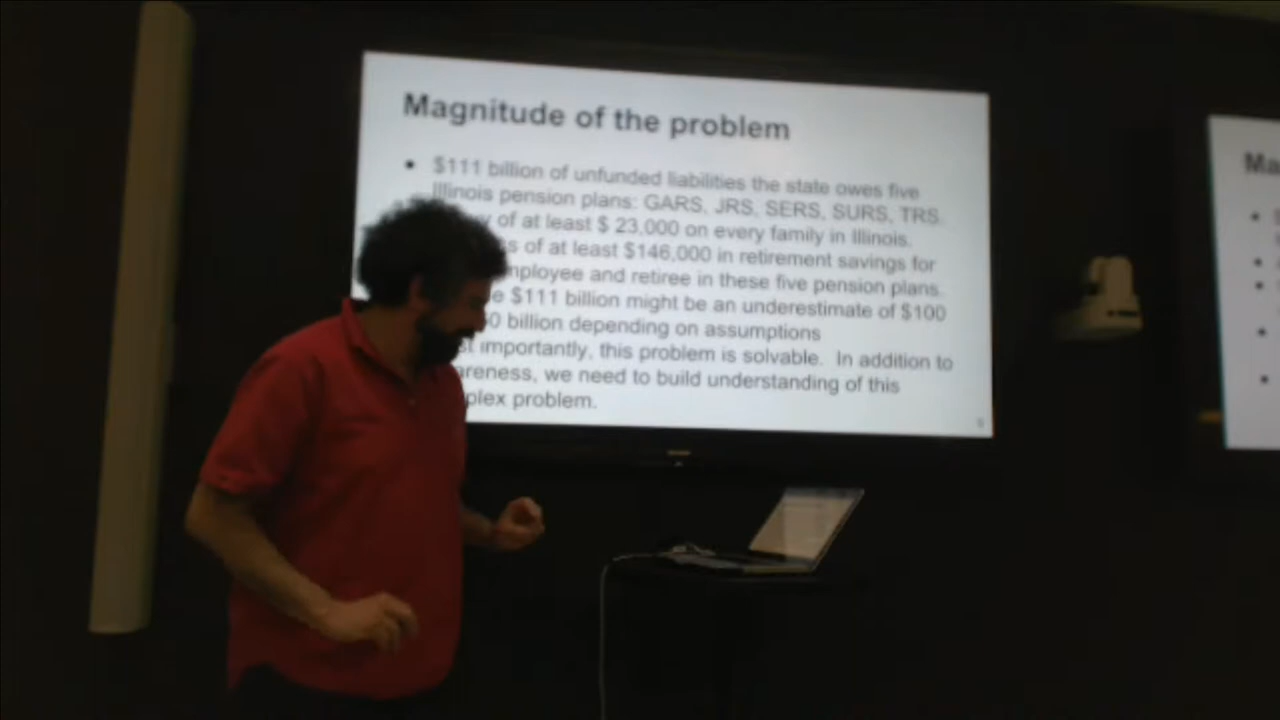 Magnitude of the problem
• $111 billion of unfunded liabilities the state owes five
Illinois pension plans: GARS, JRS, SERS, SURS, TRS.
of at least $ 23,000 on every family in Illinois.
of at least $146,000 in retirement savings for
mployee and retiree in these five pension plans.
$111 billion might be an underestimate of $100
0 billion depending on assumptions
st importantly, this problem is solvable. In addition to
areness, we need to build understanding of this
plex problem.
Ma